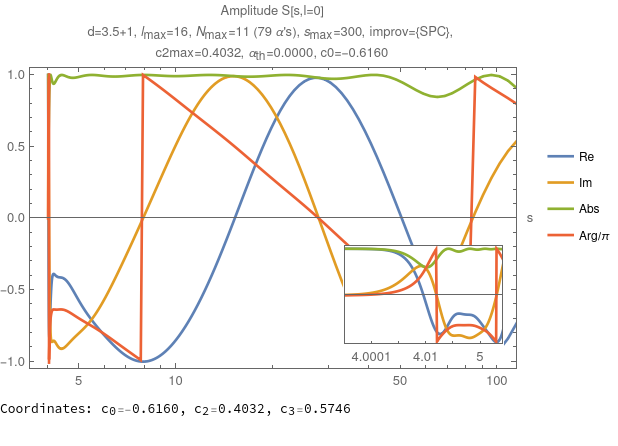 Amplitude S[s,l=0]
d=3.5+1, lmax=16, Nmax=11 (79 α's), smax=300, improv={SPC},
c2max=0.4032, αth=0.0000, c0=-0.6160
1.0
0.5
0.0
-0.5
-1.0
5
10
50
100
s
4.0001
4.01
5
Re
Im
Abs
Arg/π
Coordinates: c0=-0.6160, c2=0.4032, c3=0.5746